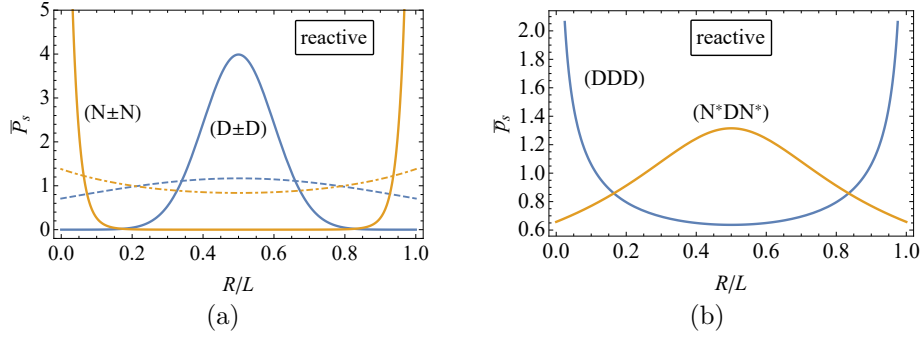 5
4
3
2
1
0
P̅s
reactive
(N±N)
(D±D)
0.0 0.2 0.4 0.6 0.8 1.0
R/L
(a)
2.0
1.8
1.6
1.4
1.2
1.0
0.8
0.6
P̅s
reactive
(DDD)
(N*DN*)
0.0 0.2 0.4 0.6 0.8 1.0
R/L
(b)